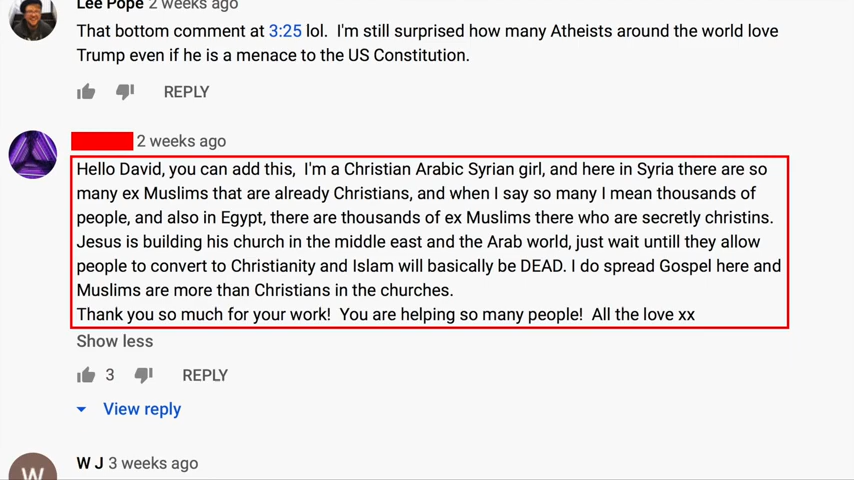 Lee Pope 2 weeks ago
That bottom comment at 3:25 lol. I'm still surprised how many Atheists around the world love
Trump even if he is a menace to the US Constitution.
REPLY
2 weeks ago
Hello David, you can add this, I'm a Christian Arabic Syrian girl, and here in Syria there are so
many ex Muslims that are already Christians, and when I say so many I mean thousands of
people, and also in Egypt, there are thousands of ex Muslims there who are secretly christins.
Jesus is building his church in the middle east and the Arab world, just wait untill they allow
people to convert to Christianity and Islam will basically be DEAD. I do spread Gospel here and
Muslims are more than Christians in the churches.
Thank you so much for your work! You are helping so many people! All the love xx
Show less
3 REPLY
View reply
W J 3 weeks ago
W